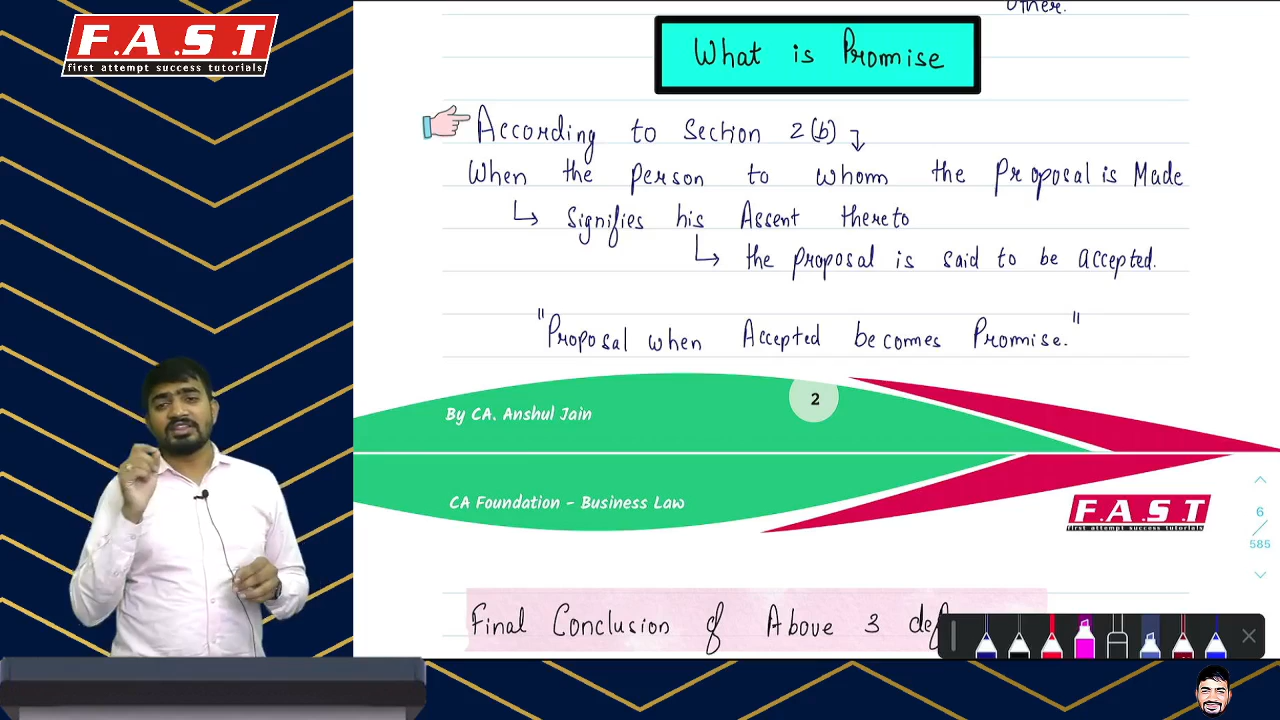 F.A.S.T
first attempt success tutorials
other.
What is Promise
According to Section 2(b)
When the person to whom the Proposal is Made
signifies his Assent thereto
the proposal is said to be accepted.
"Proposal when Accepted becomes Promise."
By CA. Anshul Jain
2
CA Foundation - Business Law
F.A.S.T
first attempt success tutorials
6
585
Final Conclusion of Above 3